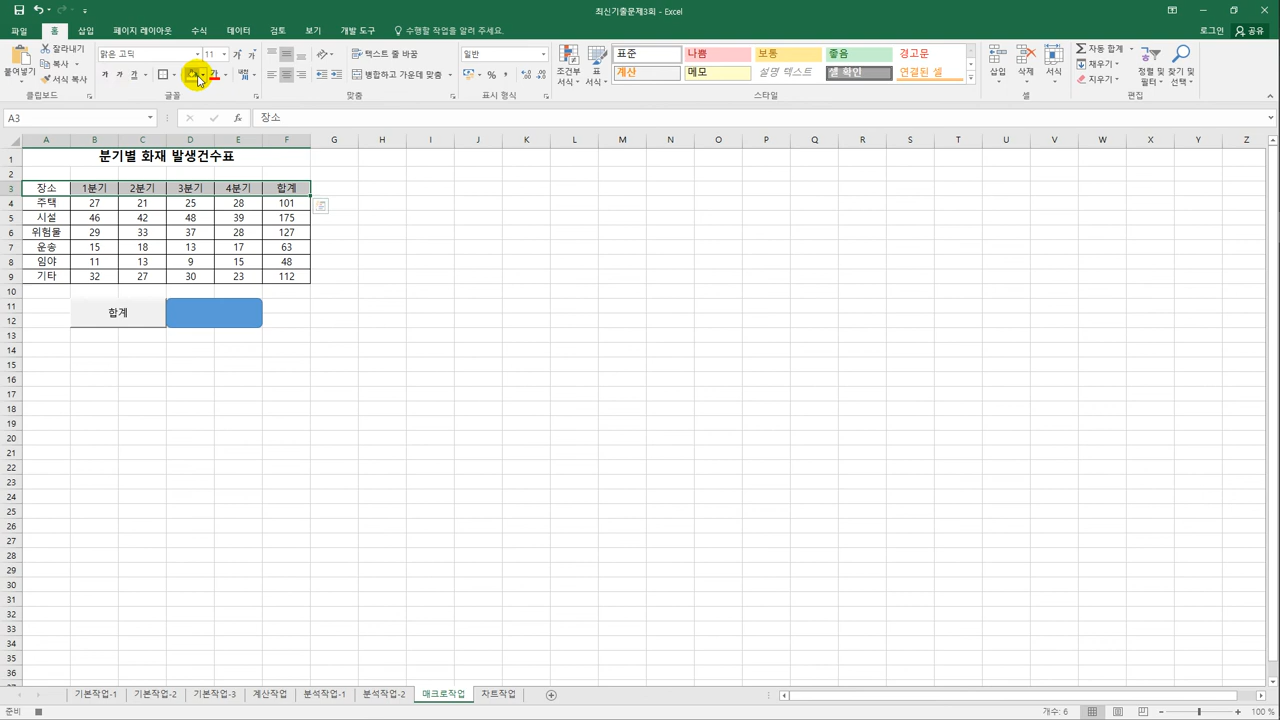 최신기출문제3회 - Excel
로그인 공유
파일 홈 삽입 페이지 레이아웃 수식 데이터 검토 보기 개발 도구 수행할 작업을 알려 주세요.
붙여넣기 잘라내기 복사 서식 복사 클립보드
맑은 고딕 11 글꼴
텍스트 줄 바꿈 병합하고 가운데 맞춤 맞춤
일반 % 표시 형식
조건부 서식 표 서식
표준 나쁨 보통 좋음 경고문
계산 메모 설명 텍스트 셀 확인 연결된 셀
스타일
삽입 삭제 서식 셀
자동 합계 채우기 지우기 정렬 및 필터 찾기 및 선택 편집
A3 fx 장소
A B C D E F G H I J K L M N O P Q R S T U V W X Y Z
1 분기별 화재 발생건수표
2
3 장소 1분기 2분기 3분기 4분기 합계
4 주택 27 21 25 28 101
5 시설 46 42 48 39 175
6 위험물 29 33 37 28 127
7 운송 15 18 13 17 63
8 임야 11 13 9 15 48
9 기타 32 27 30 23 112
10
11
합계
12
13
14
15
16
17
18
19
20
21
22
23
24
25
26
27
28
29
30
31
32
33
34
35
36
기본작업-1 기본작업-2 기본작업-3 계산작업 분석작업-1 분석작업-2 매크로작업 차트작업
준비 개수: 6 100 %